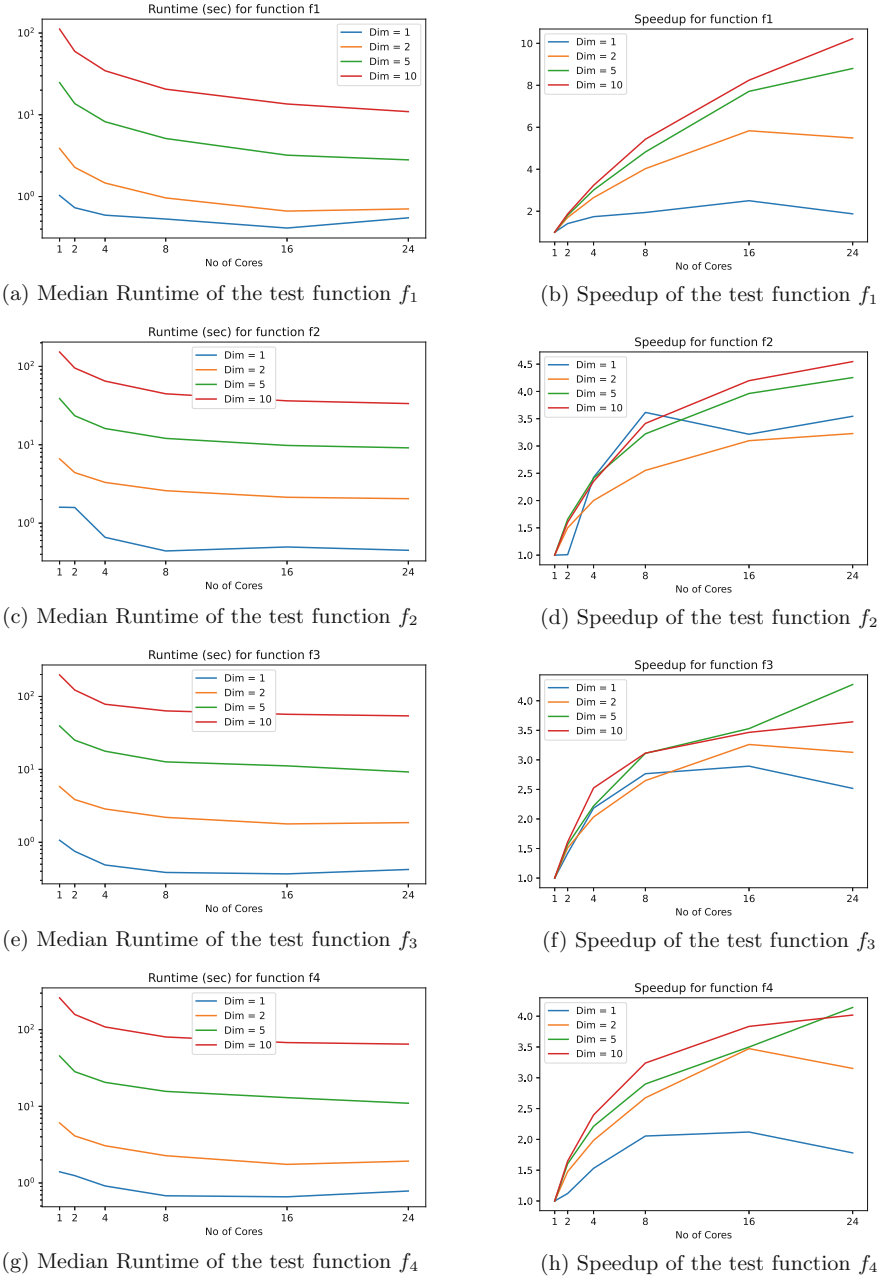 Runtime (sec) for function f1
Dim = 1
Dim = 2
Dim = 5
Dim = 10
10²
10¹
10⁰
1 2 4 8 16 24
No of Cores
(a) Median Runtime of the test function f₁
Speedup for function f1
Dim = 1
Dim = 2
Dim = 5
Dim = 10
10
8
6
4
2
1 2 4 8 16 24
No of Cores
(b) Speedup of the test function f₁
Runtime (sec) for function f2
Dim = 1
Dim = 2
Dim = 5
Dim = 10
10²
10¹
10⁰
1 2 4 8 16 24
No of Cores
(c) Median Runtime of the test function f₂
Speedup for function f2
Dim = 1
Dim = 2
Dim = 5
Dim = 10
4.5
4.0
3.5
3.0
2.5
2.0
1.5
1.0
1 2 4 8 16 24
No of Cores
(d) Speedup of the test function f₂
Runtime (sec) for function f3
Dim = 1
Dim = 2
Dim = 5
Dim = 10
10²
10¹
10⁰
1 2 4 8 16 24
No of Cores
(e) Median Runtime of the test function f₃
Speedup for function f3
Dim = 1
Dim = 2
Dim = 5
Dim = 10
4.0
3.5
3.0
2.5
2.0
1.5
1.0
1 2 4 8 16 24
No of Cores
(f) Speedup of the test function f₃
Runtime (sec) for function f4
Dim = 1
Dim = 2
Dim = 5
Dim = 10
10²
10¹
10⁰
1 2 4 8 16 24
No of Cores
(g) Median Runtime of the test function f₄
Speedup for function f4
Dim = 1
Dim = 2
Dim = 5
Dim = 10
4.0
3.5
3.0
2.5
2.0
1.5
1.0
1 2 4 8 16 24
No of Cores
(h) Speedup of the test function f₄